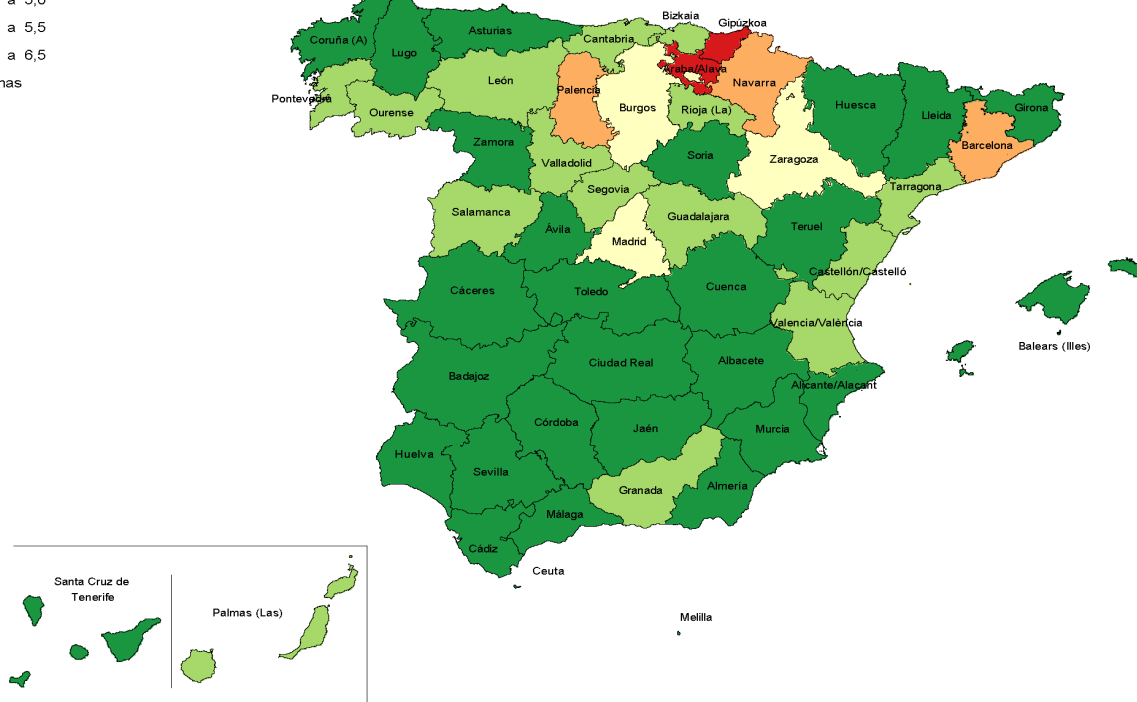 a 5,5
a 6,5
Bizkaia
Gipúzkoa
Coruña (A)
Asturias
Cantabria
Lugo
Araba/Alava
León
Navarra
Palencia
Pontevedra
Burgos
Rioja (La)
Huesca
Girona
Ourense
Lleida
Zamora
Barcelona
Soria
Valladolid
Zaragoza
Segovia
Tarragona
Salamanca
Guadalajara
Ávila
Teruel
Madrid
Castellón/Castelló
Cáceres
Toledo
Cuenca
Valencia/València
Balears (Illes)
Ciudad Real
Albacete
Badajoz
Alicante/Alacant
Córdoba
Jaén
Murcia
Huelva
Sevilla
Granada
Almería
Málaga
Cádiz
Ceuta
Santa Cruz de
Tenerife
Palmas (Las)
Melilla